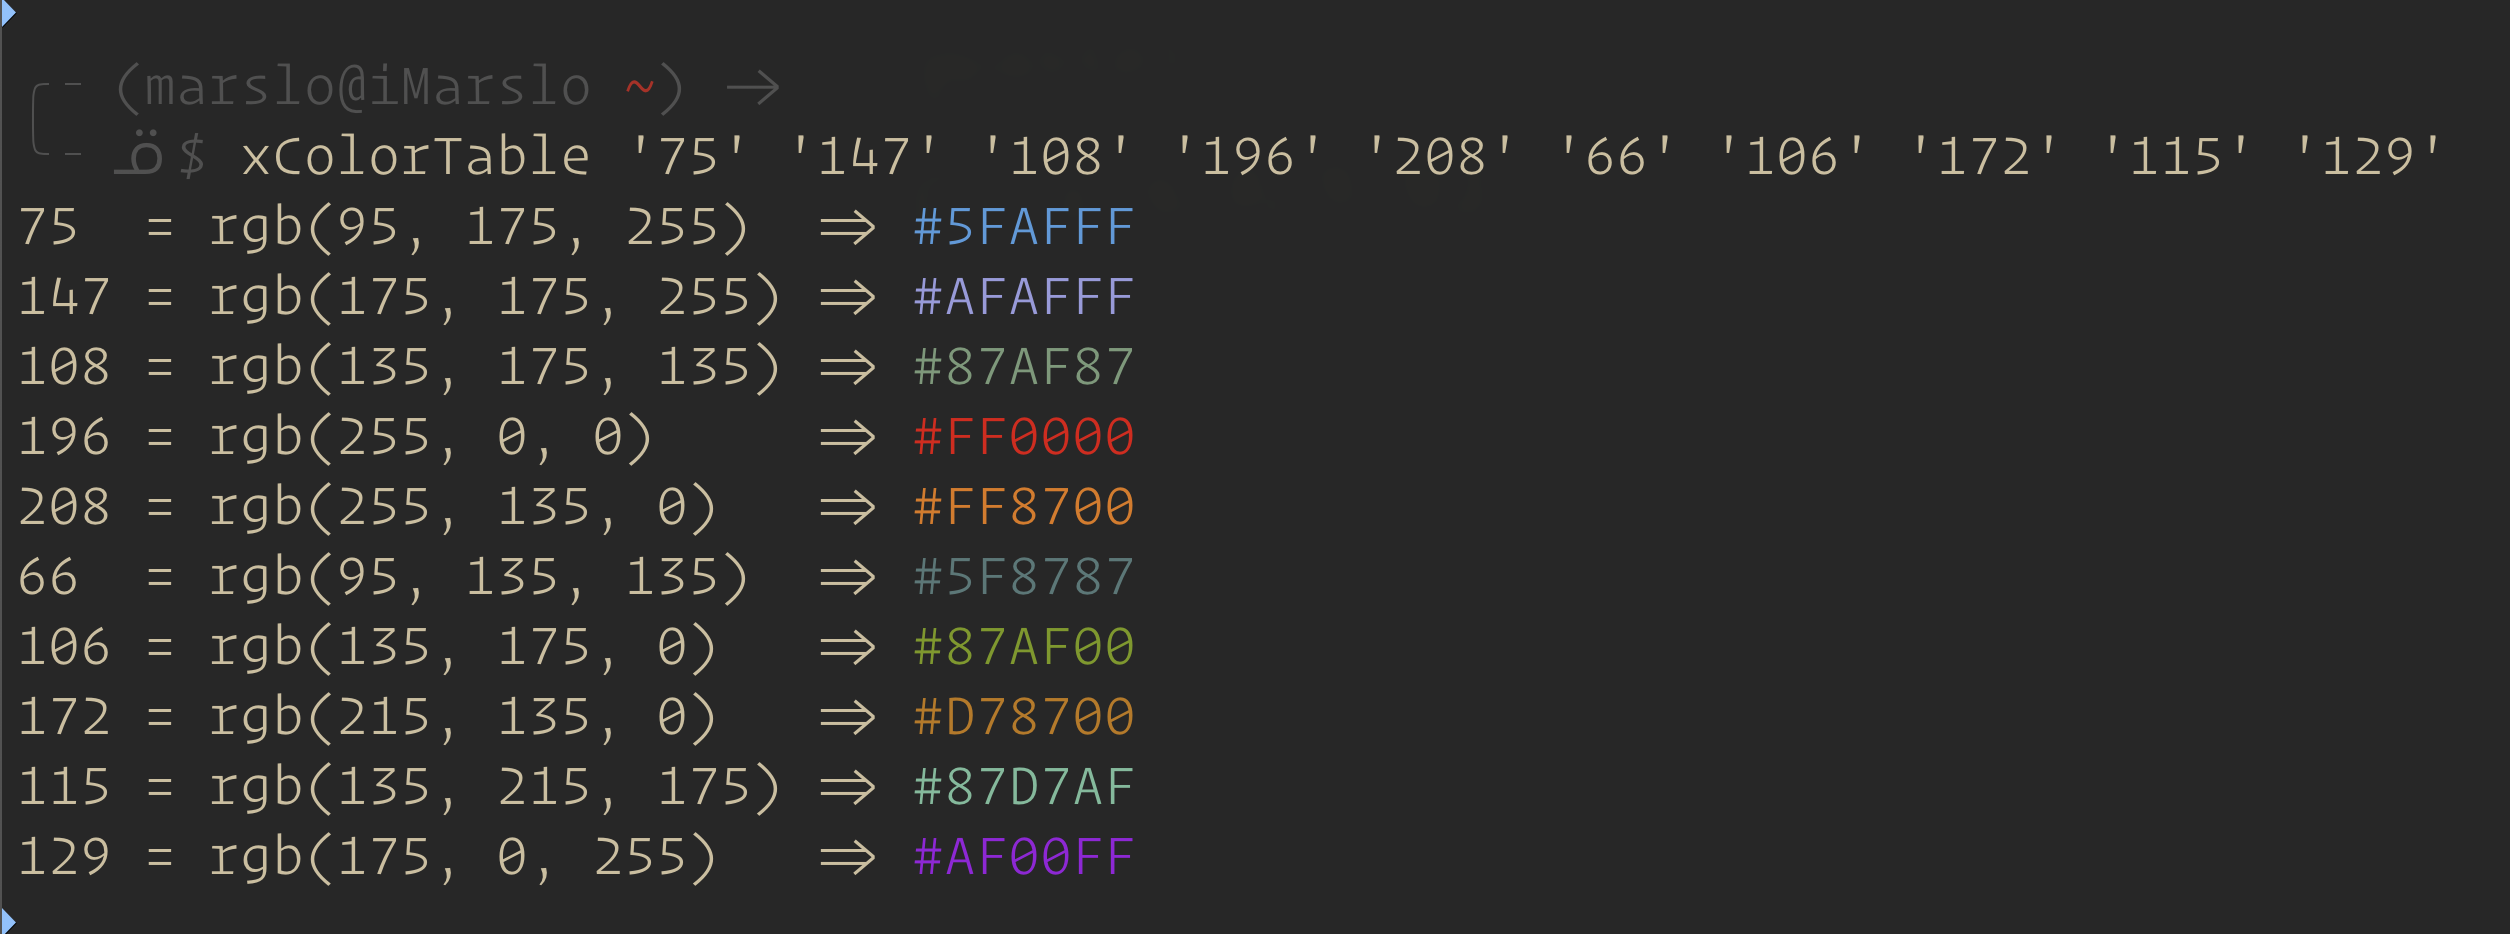 (marslo@iMarslo ~) →
$ xColorTable '75' '147' '108' '196' '208' '66' '106' '172' '115' '129'
75  = rgb(95, 175, 255)  ⇒ #5FAFFF
147 = rgb(175, 175, 255) ⇒ #AFAFFF
108 = rgb(135, 175, 135) ⇒ #87AF87
196 = rgb(255, 0, 0)     ⇒ #FF0000
208 = rgb(255, 135, 0)   ⇒ #FF8700
66  = rgb(95, 135, 135)  ⇒ #5F8787
106 = rgb(135, 175, 0)   ⇒ #87AF00
172 = rgb(215, 135, 0)   ⇒ #D78700
115 = rgb(135, 215, 175) ⇒ #87D7AF
129 = rgb(175, 0, 255)   ⇒ #AF00FF